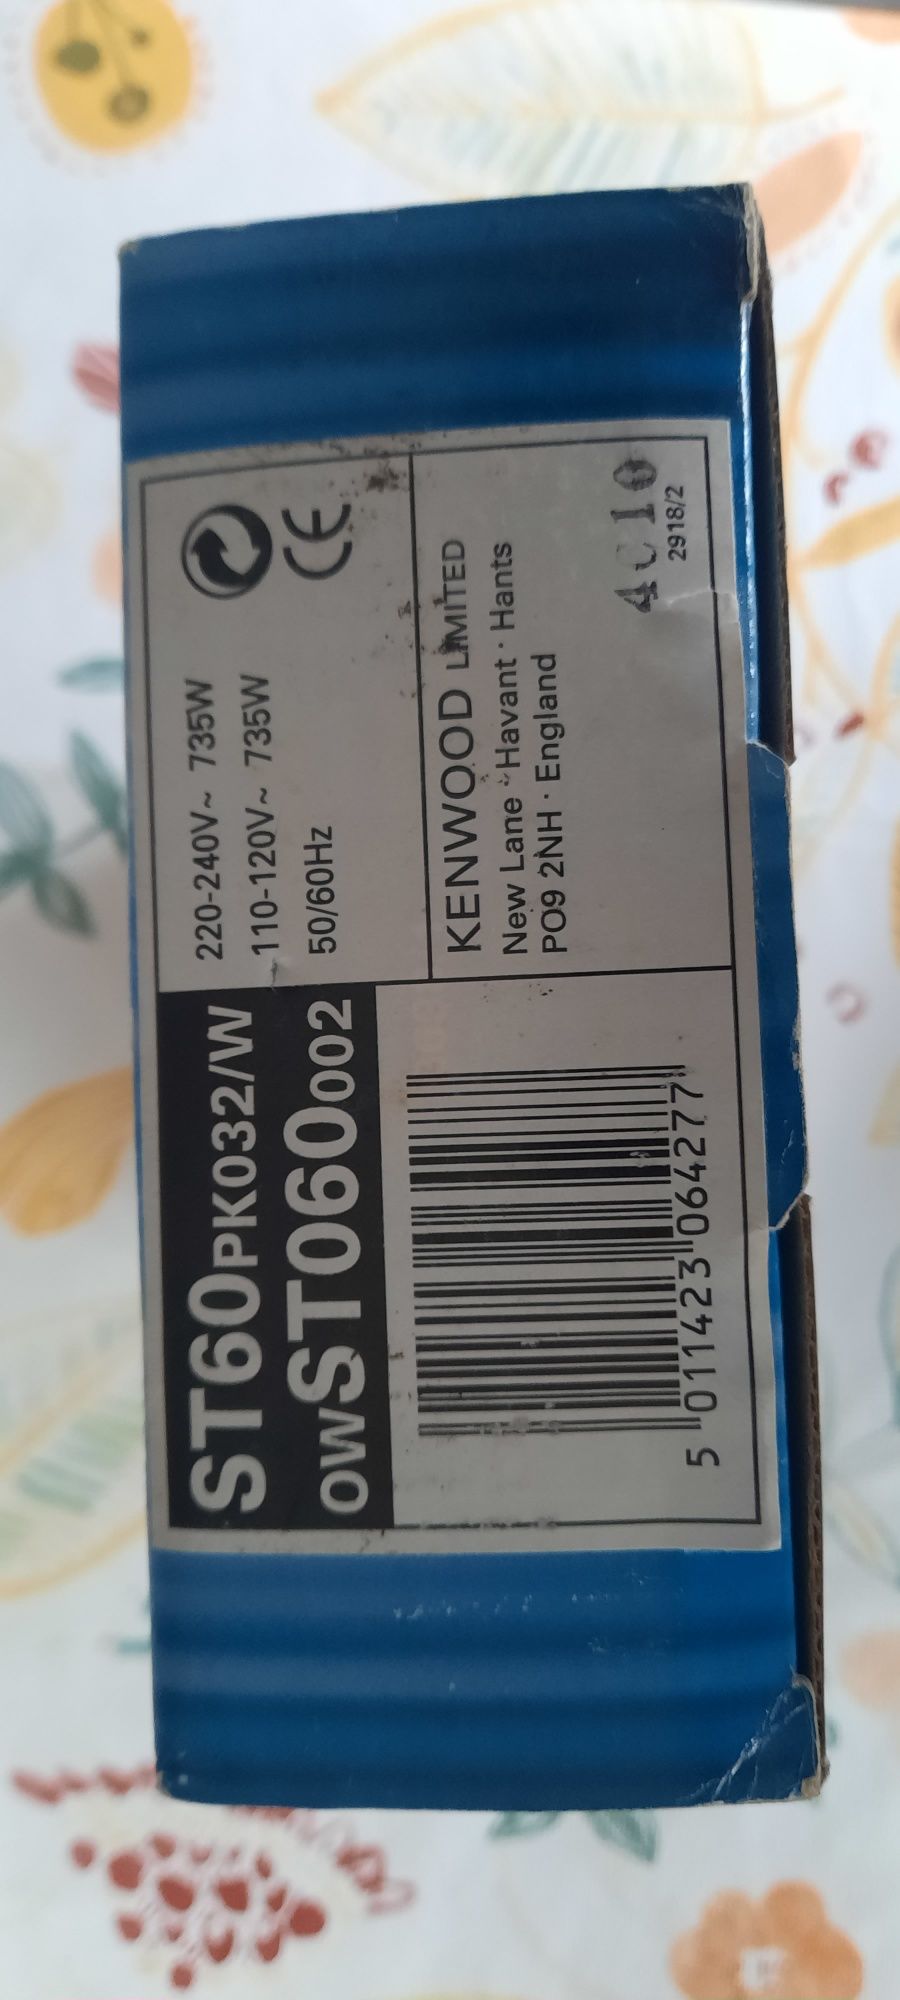 ST60PK032/W
owST060002
5 011423 064277
220-240V~ 735W
110-120V~ 735W
50/60Hz
CE
KENWOOD LIMITED
New Lane · Havant · Hants
PO9 2NH · England
4C10
2918/2